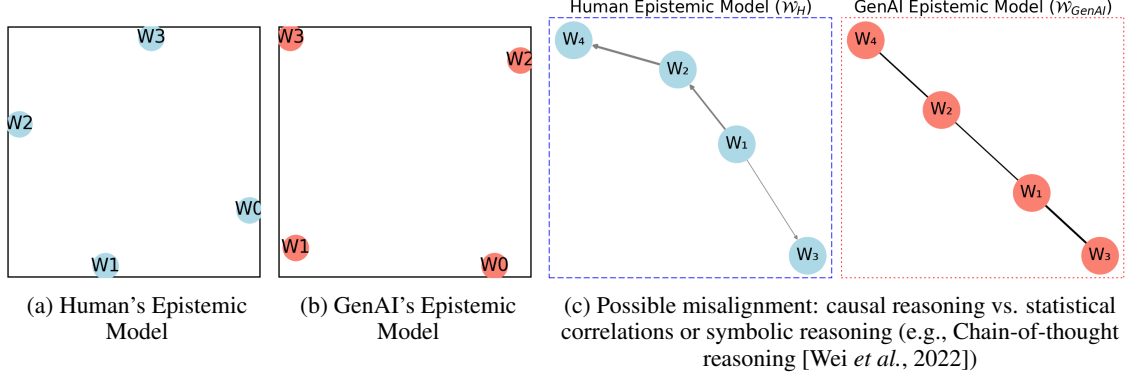 W3
W2
W0
W1
(a) Human's Epistemic
Model
W3
W2
W1
W0
(b) GenAI's Epistemic
Model
Human Epistemic Model (𝒲_H)
W₄
W₂
W₁
W₃
GenAI Epistemic Model (𝒲_GenAI)
W₄
W₂
W₁
W₃
(c) Possible misalignment: causal reasoning vs. statistical
correlations or symbolic reasoning (e.g., Chain-of-thought
reasoning [Wei et al., 2022])